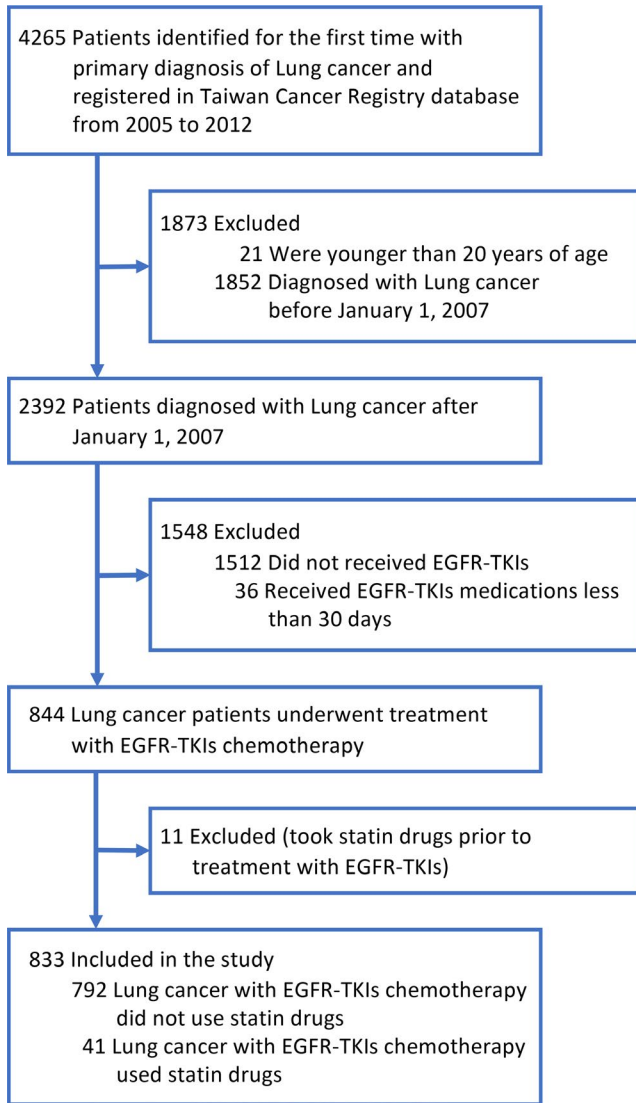 4265 Patients identified for the first time with
primary diagnosis of Lung cancer and
registered in Taiwan Cancer Registry database
from 2005 to 2012
1873 Excluded
21 Were younger than 20 years of age
1852 Diagnosed with Lung cancer
before January 1, 2007
2392 Patients diagnosed with Lung cancer after
January 1, 2007
1548 Excluded
1512 Did not received EGFR-TKIs
36 Received EGFR-TKIs medications less
than 30 days
844 Lung cancer patients underwent treatment
with EGFR-TKIs chemotherapy
11 Excluded (took statin drugs prior to
treatment with EGFR-TKIs)
833 Included in the study
792 Lung cancer with EGFR-TKIs chemotherapy
did not use statin drugs
41 Lung cancer with EGFR-TKIs chemotherapy
used statin drugs